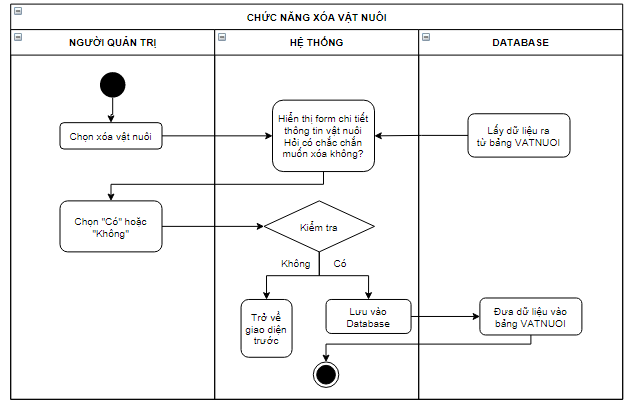 CHỨC NĂNG XÓA VẬT NUÔI
NGƯỜI QUẢN TRỊ
HỆ THỐNG
DATABASE
Chọn xóa vật nuôi
Hiển thị form chi tiết
thông tin vật nuôi
Hỏi có chắc chắn
muốn xóa không?
Lấy dữ liệu ra
từ bảng VATNUOI
Chọn "Có" hoặc
"Không"
Kiểm tra
Không
Có
Trở về
giao diện
trước
Lưu vào
Database
Đưa dữ liệu vào
bảng VATNUOI